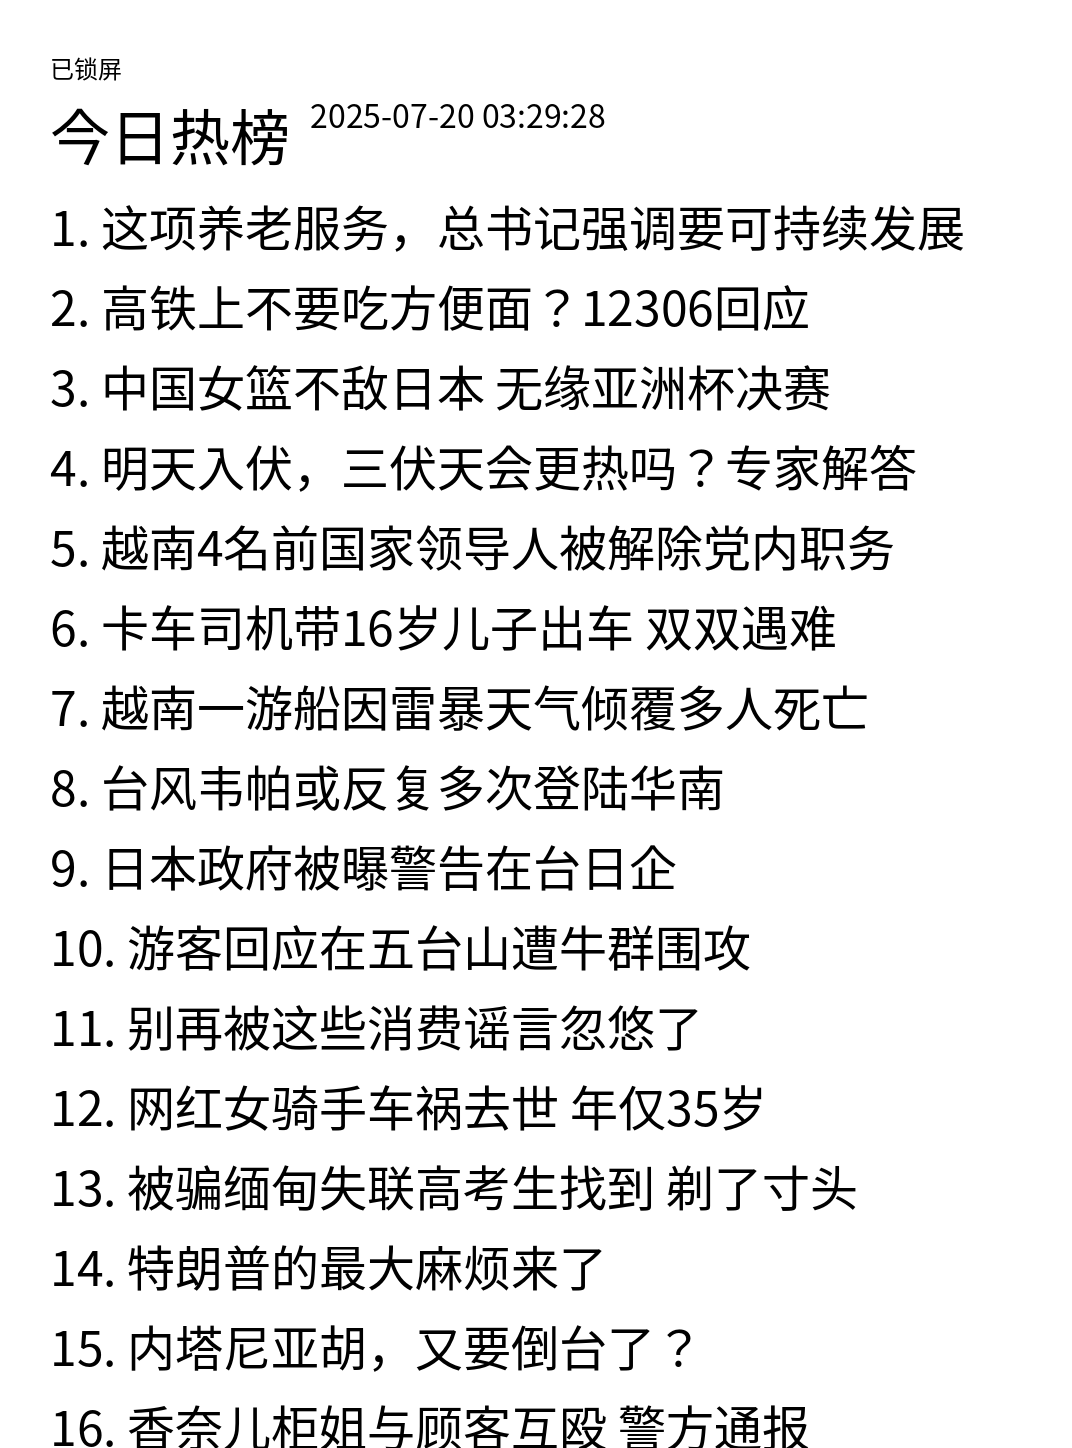 已锁屏
今日热榜 2025-07-20 03:29:28
1. 这项养老服务，总书记强调要可持续发展
2. 高铁上不要吃方便面？12306回应
3. 中国女篮不敌日本 无缘亚洲杯决赛
4. 明天入伏，三伏天会更热吗？专家解答
5. 越南4名前国家领导人被解除党内职务
6. 卡车司机带16岁儿子出车 双双遇难
7. 越南一游船因雷暴天气倾覆多人死亡
8. 台风韦帕或反复多次登陆华南
9. 日本政府被曝警告在台日企
10. 游客回应在五台山遭牛群围攻
11. 别再被这些消费谣言忽悠了
12. 网红女骑手车祸去世 年仅35岁
13. 被骗缅甸失联高考生找到 剃了寸头
14. 特朗普的最大麻烦来了
15. 内塔尼亚胡，又要倒台了？
16. 香奈儿柜姐与顾客互殴 警方通报